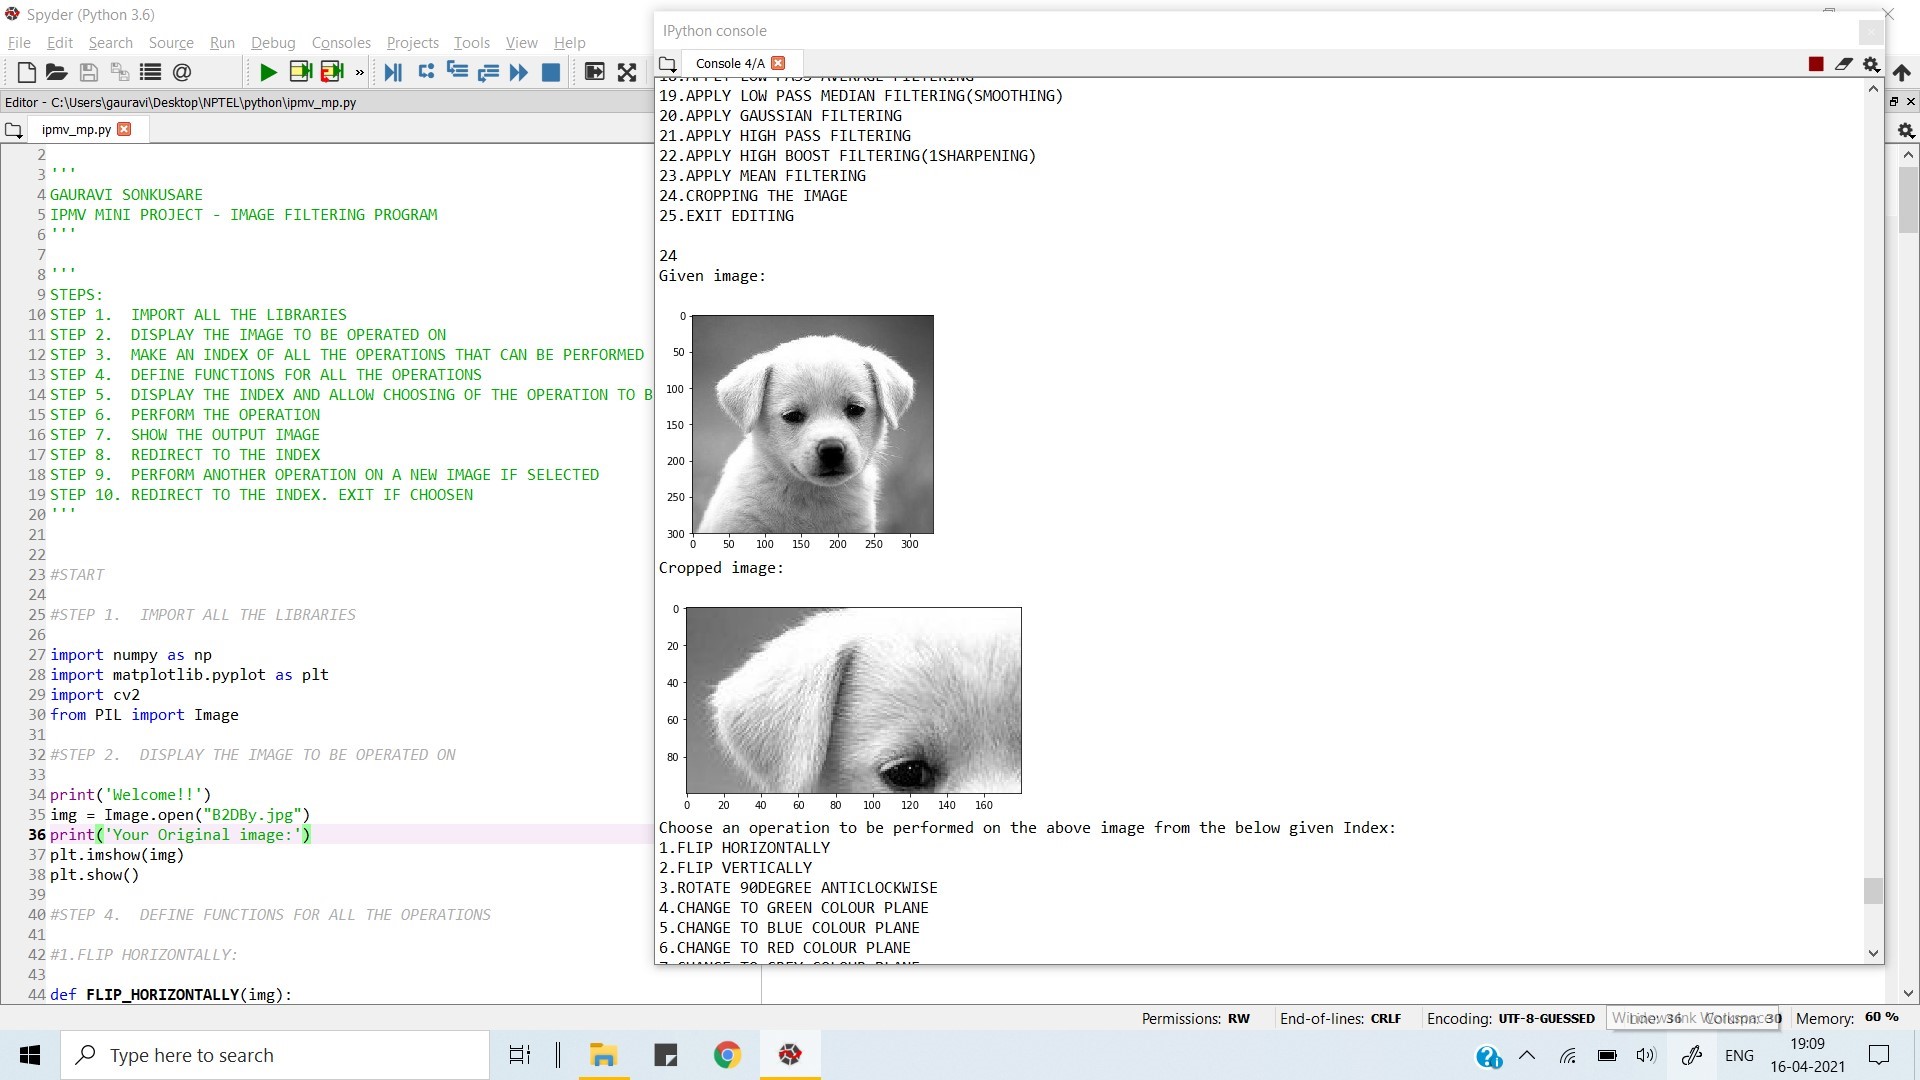 Spyder (Python 3.6)
File Edit Search Source Run Debug Consoles Projects Tools View Help
Editor - C:\Users\gauravi\Desktop\NPTEL\python\ipmv_mp.py
ipmv_mp.py
2
3 '''
4 GAURAVI SONKUSARE
5 IPMV MINI PROJECT - IMAGE FILTERING PROGRAM
6 '''
7
8 '''
9 STEPS:
10 STEP 1. IMPORT ALL THE LIBRARIES
11 STEP 2. DISPLAY THE IMAGE TO BE OPERATED ON
12 STEP 3. MAKE AN INDEX OF ALL THE OPERATIONS THAT CAN BE PERFORMED
13 STEP 4. DEFINE FUNCTIONS FOR ALL THE OPERATIONS
14 STEP 5. DISPLAY THE INDEX AND ALLOW CHOOSING OF THE OPERATION TO B
15 STEP 6. PERFORM THE OPERATION
16 STEP 7. SHOW THE OUTPUT IMAGE
17 STEP 8. REDIRECT TO THE INDEX
18 STEP 9. PERFORM ANOTHER OPERATION ON A NEW IMAGE IF SELECTED
19 STEP 10. REDIRECT TO THE INDEX. EXIT IF CHOOSEN
20 '''
21
22
23 #START
24
25 #STEP 1. IMPORT ALL THE LIBRARIES
26
27 import numpy as np
28 import matplotlib.pyplot as plt
29 import cv2
30 from PIL import Image
31
32 #STEP 2. DISPLAY THE IMAGE TO BE OPERATED ON
33
34 print('Welcome!!')
35 img = Image.open("B2DBy.jpg")
36 print('Your Original image:')
37 plt.imshow(img)
38 plt.show()
39
40 #STEP 4. DEFINE FUNCTIONS FOR ALL THE OPERATIONS
41
42 #1.FLIP HORIZONTALLY:
43
44 def FLIP_HORIZONTALLY(img):
IPython console
Console 4/A
18.APPLY LOW PASS AVERAGE FILTERING
19.APPLY LOW PASS MEDIAN FILTERING(SMOOTHING)
20.APPLY GAUSSIAN FILTERING
21.APPLY HIGH PASS FILTERING
22.APPLY HIGH BOOST FILTERING(1SHARPENING)
23.APPLY MEAN FILTERING
24.CROPPING THE IMAGE
25.EXIT EDITING
24
Given image:
0
50
100
150
200
250
300
0 50 100 150 200 250 300
Cropped image:
0
20
40
60
80
0 20 40 60 80 100 120 140 160
Choose an operation to be performed on the above image from the below given Index:
1.FLIP HORIZONTALLY
2.FLIP VERTICALLY
3.ROTATE 90DEGREE ANTICLOCKWISE
4.CHANGE TO GREEN COLOUR PLANE
5.CHANGE TO BLUE COLOUR PLANE
6.CHANGE TO RED COLOUR PLANE
7.CHANGE TO GREY COLOUR PLANE
Permissions: RW End-of-lines: CRLF Encoding: UTF-8-GUESSED Line: 36 Column: 30 Memory: 60 %
Windows Ink Workspace
Type here to search
ENG
19:09
16-04-2021